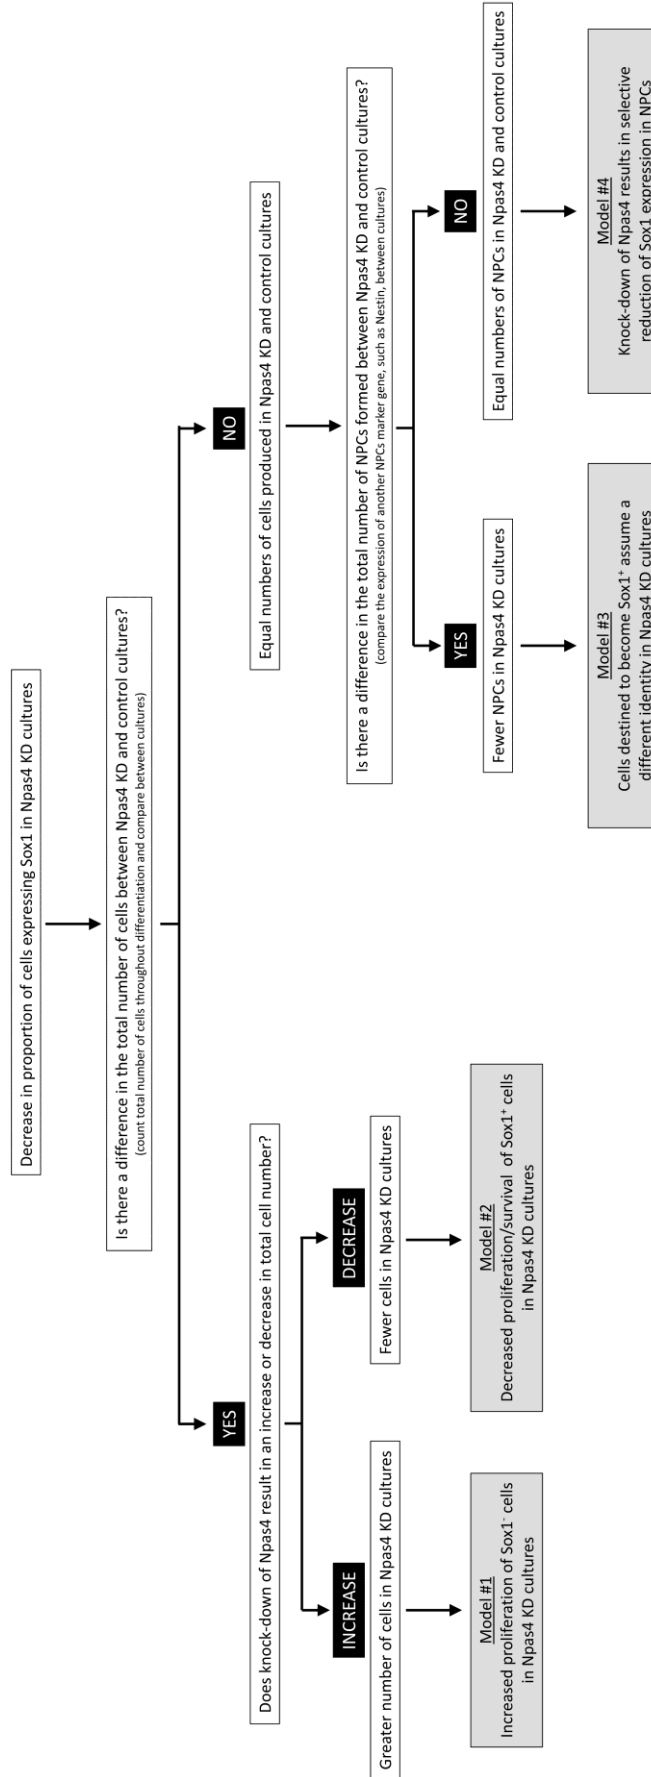 Decrease in proportion of cells expressing Sox1 in Npas4 KD cultures
Is there a difference in the total number of cells between Npas4 KD and control cultures?
(count total number of cells throughout differentiation and compare between cultures)
YES
NO
Does knock-down of Npas4 result in an increase or decrease in total cell number?
Equal numbers of cells produced in Npas4 KD and control cultures
INCREASE
DECREASE
Is there a difference in the total number of NPCs formed between Npas4 KD and control cultures?
(compare the expression of another NPCs marker gene, such as Nestin, between cultures)
Greater number of cells in Npas4 KD cultures
Fewer cells in Npas4 KD cultures
YES
NO
Fewer NPCs in Npas4 KD cultures
Equal numbers of NPCs in Npas4 KD and control cultures
Model #1
Increased proliferation of Sox1⁻ cells
in Npas4 KD cultures
Model #2
Decreased proliferation/survival of Sox1⁺ cells
in Npas4 KD cultures
Model #3
Cells destined to become Sox1⁺ assume a
different identity in Npas4 KD cultures
Model #4
Knock-down of Npas4 results in selective
reduction of Sox1 expression in NPCs